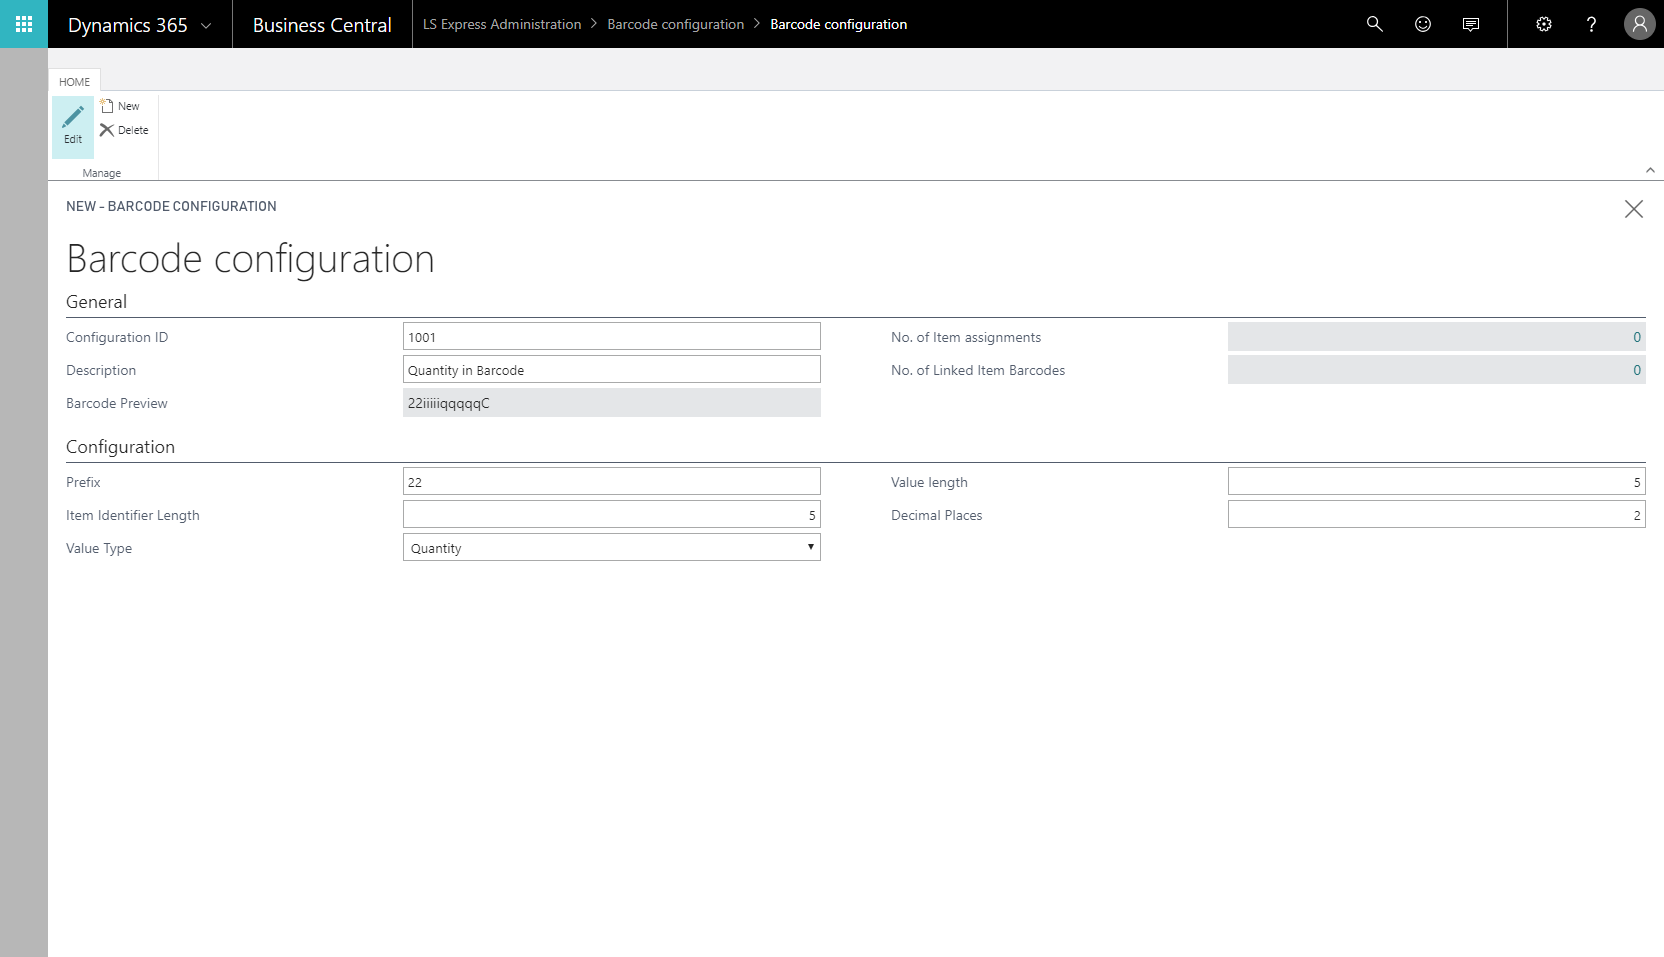 Dynamics 365 Business Central LS Express Administration > Barcode configuration > Barcode configuration ?
HOME
New
Edit Delete
Manage
NEW - BARCODE CONFIGURATION
Barcode configuration
General
Configuration ID 1001 No. of Item assignments 0
Description Quantity in Barcode No. of Linked Item Barcodes 0
Barcode Preview 22iiiiiqqqqqC
Configuration
Prefix 22 Value length 5
Item Identifier Length 5 Decimal Places 2
Value Type Quantity